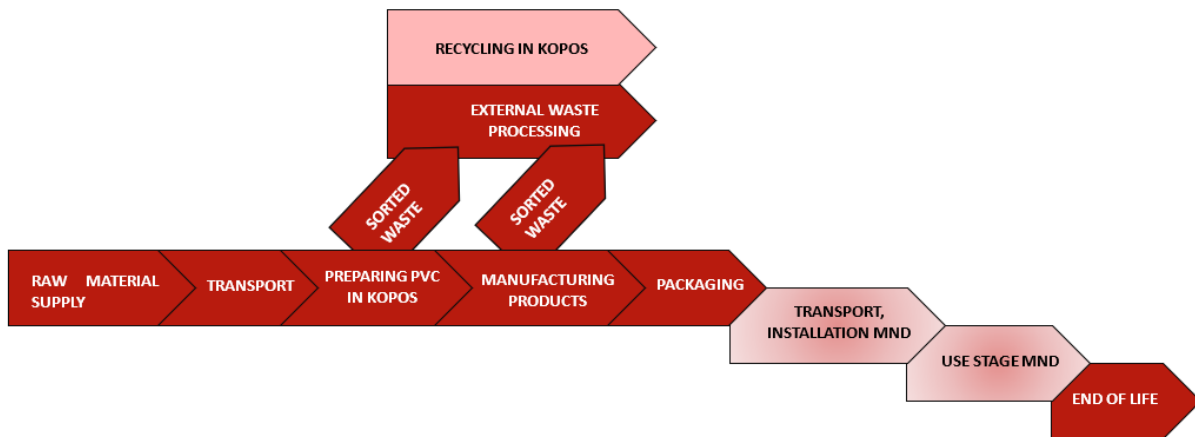 RECYCLING IN KOPOS
EXTERNAL WASTE
PROCESSING
SORTED
WASTE
SORTED
WASTE
RAW MATERIAL
SUPPLY
TRANSPORT
PREPARING PVC
IN KOPOS
MANUFACTURING
PRODUCTS
PACKAGING
TRANSPORT,
INSTALLATION MND
USE STAGE MND
END OF LIFE